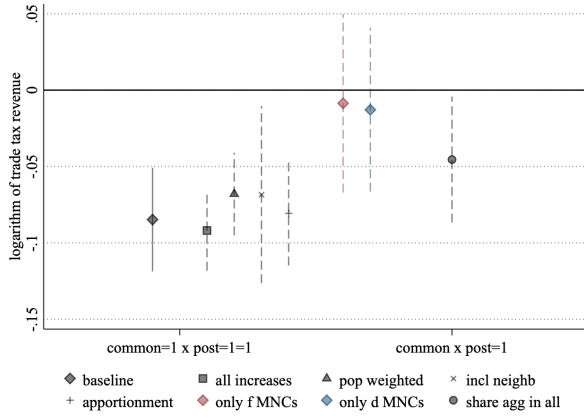 .05
0
-.05
-.1
-.15
logarithm of trade tax revenue
common=1 x post=1=1
common x post=1
baseline
all increases
pop weighted
incl neighb
apportionment
only f MNCs
only d MNCs
share agg in all